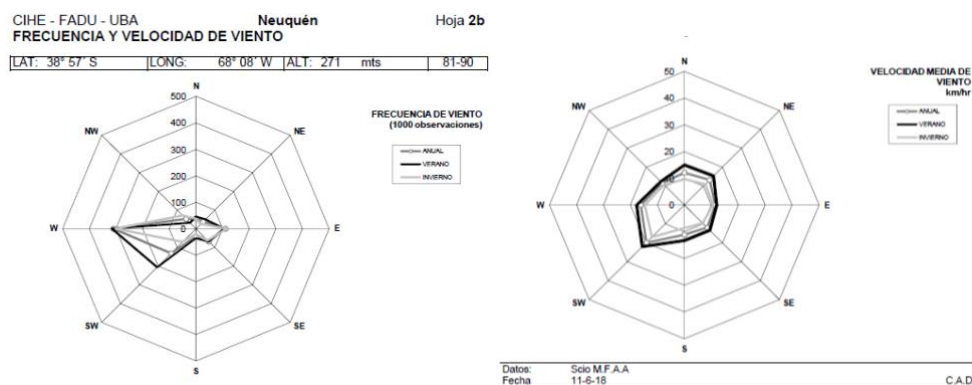 CIHE - FADU - UBA Neuquén Hoja 2b
FRECUENCIA Y VELOCIDAD DE VIENTO
LAT: 38° 57´ S LONG: 68° 08´ W ALT: 271 mts 81-90
N
500
400
300
200
100
0
NW
NE
W
E
SW
SE
S
FRECUENCIA DE VIENTO
(1000 observaciones)
ANUAL
VERANO
INVIERNO
N
50
40
30
20
10
0
NW
NE
W
E
SW
SE
S
VELOCIDAD MEDIA DE
VIENTO
km/hr
ANUAL
VERANO
INVIERNO
Datos: Scio M.F.A.A
Fecha 11-6-18 C.A.D